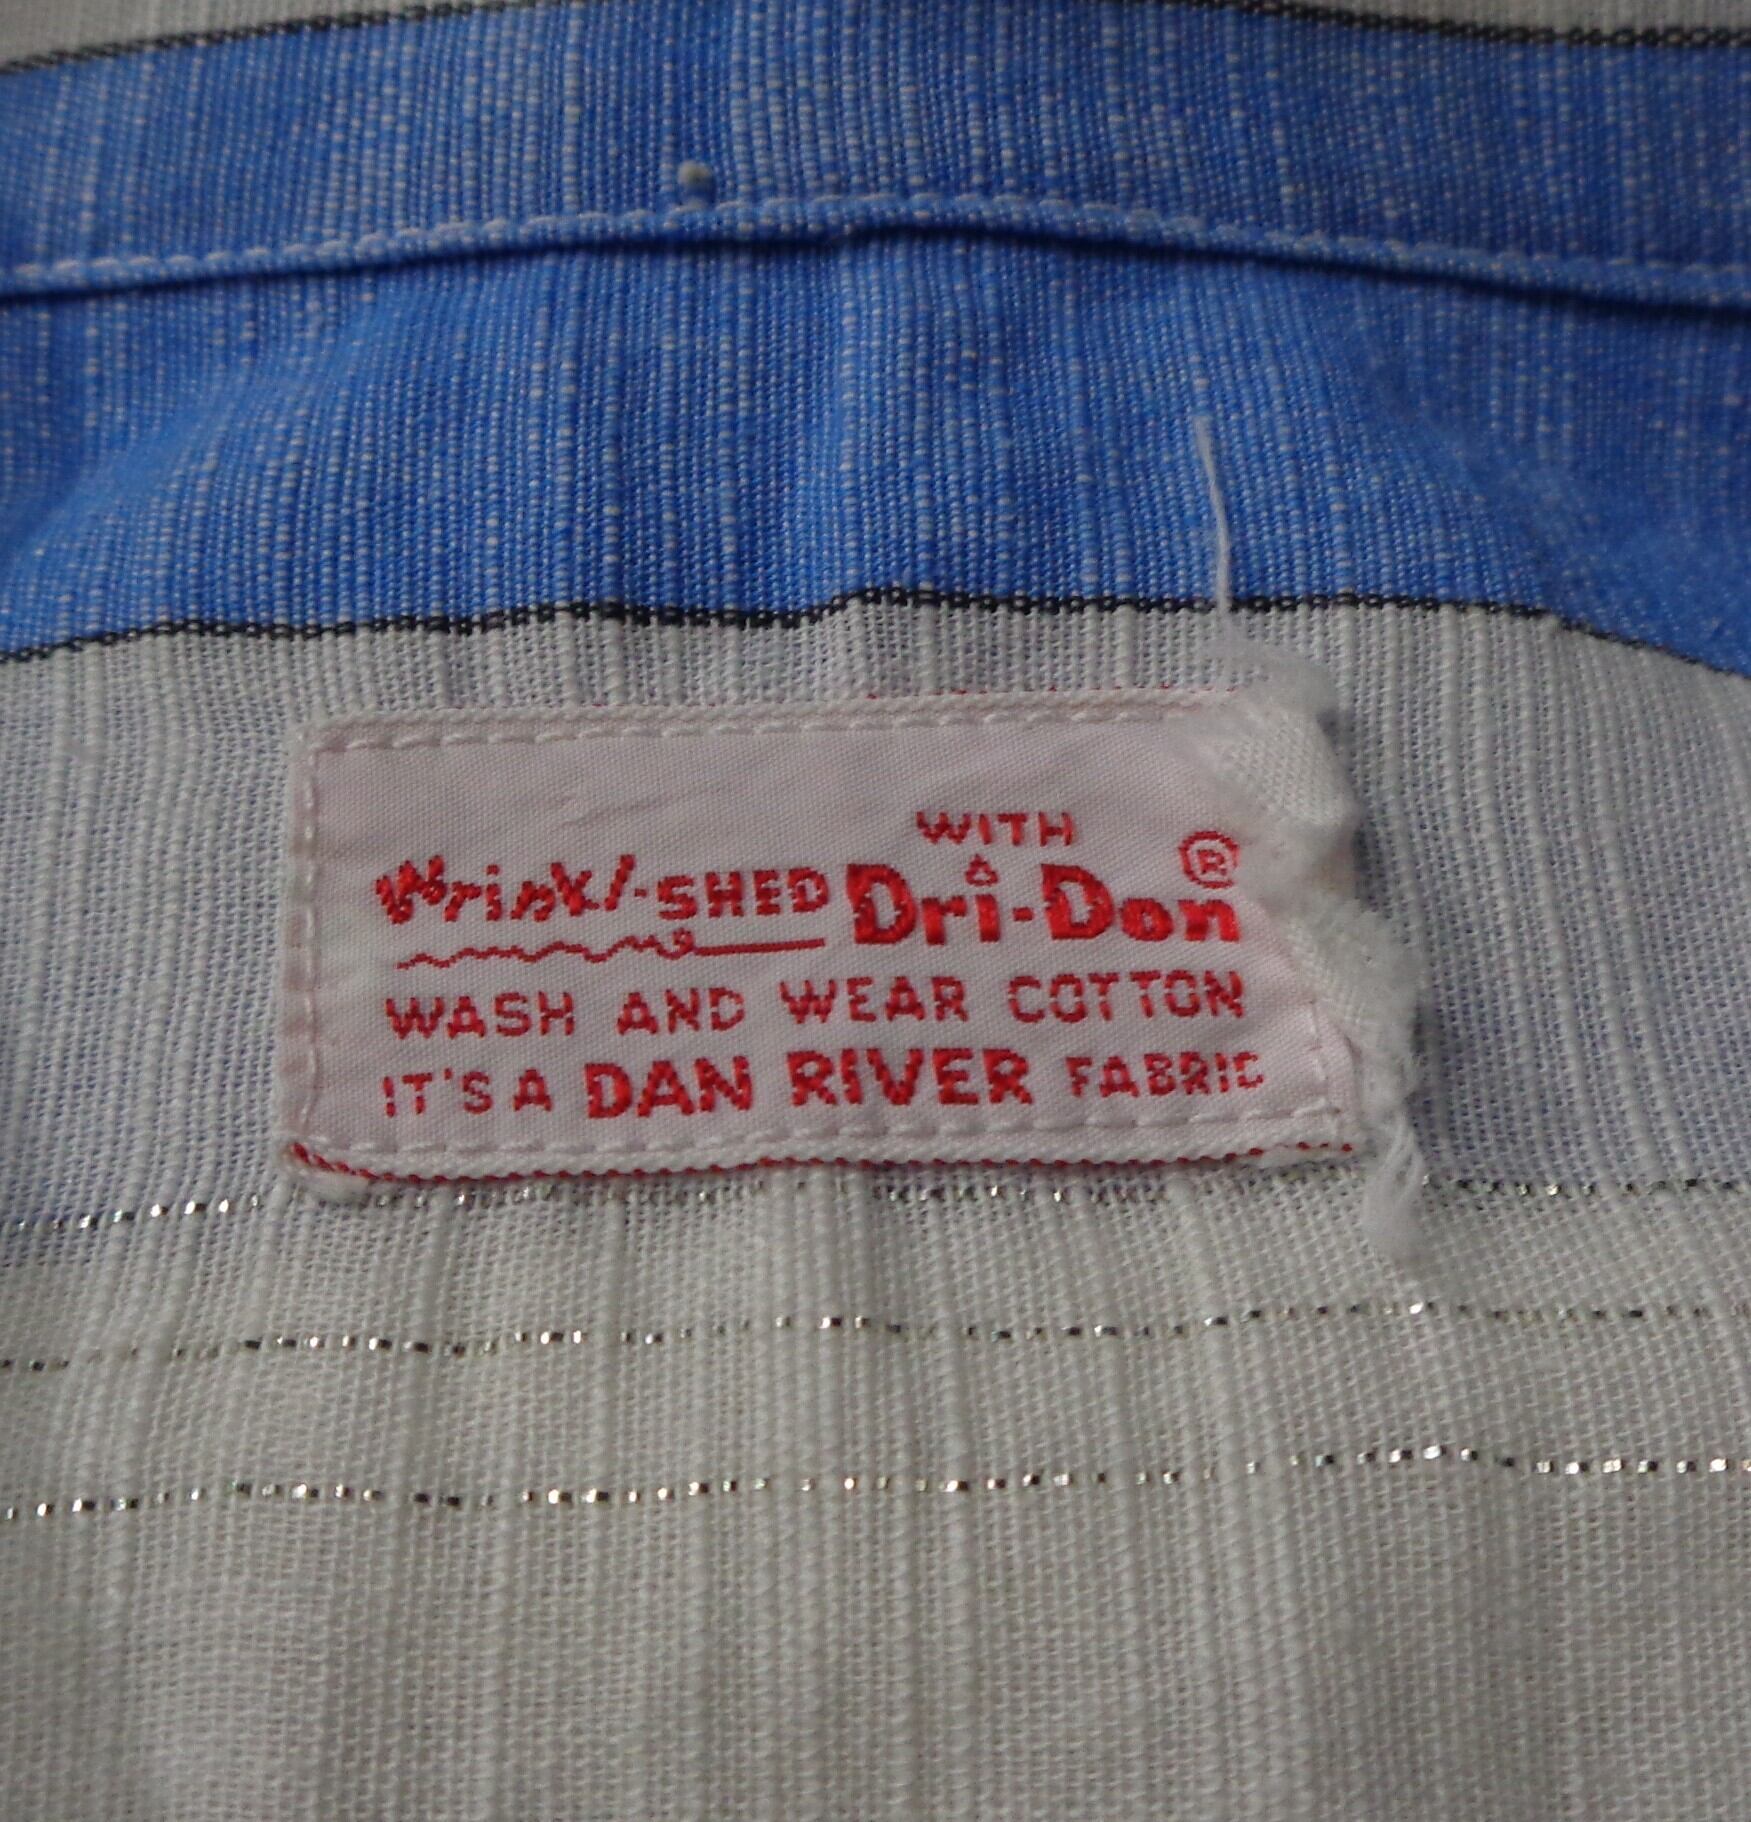 WITH
Wrinkl-SHED Dri-Don ®
WASH AND WEAR COTTON
IT'S A DAN RIVER FABRIC